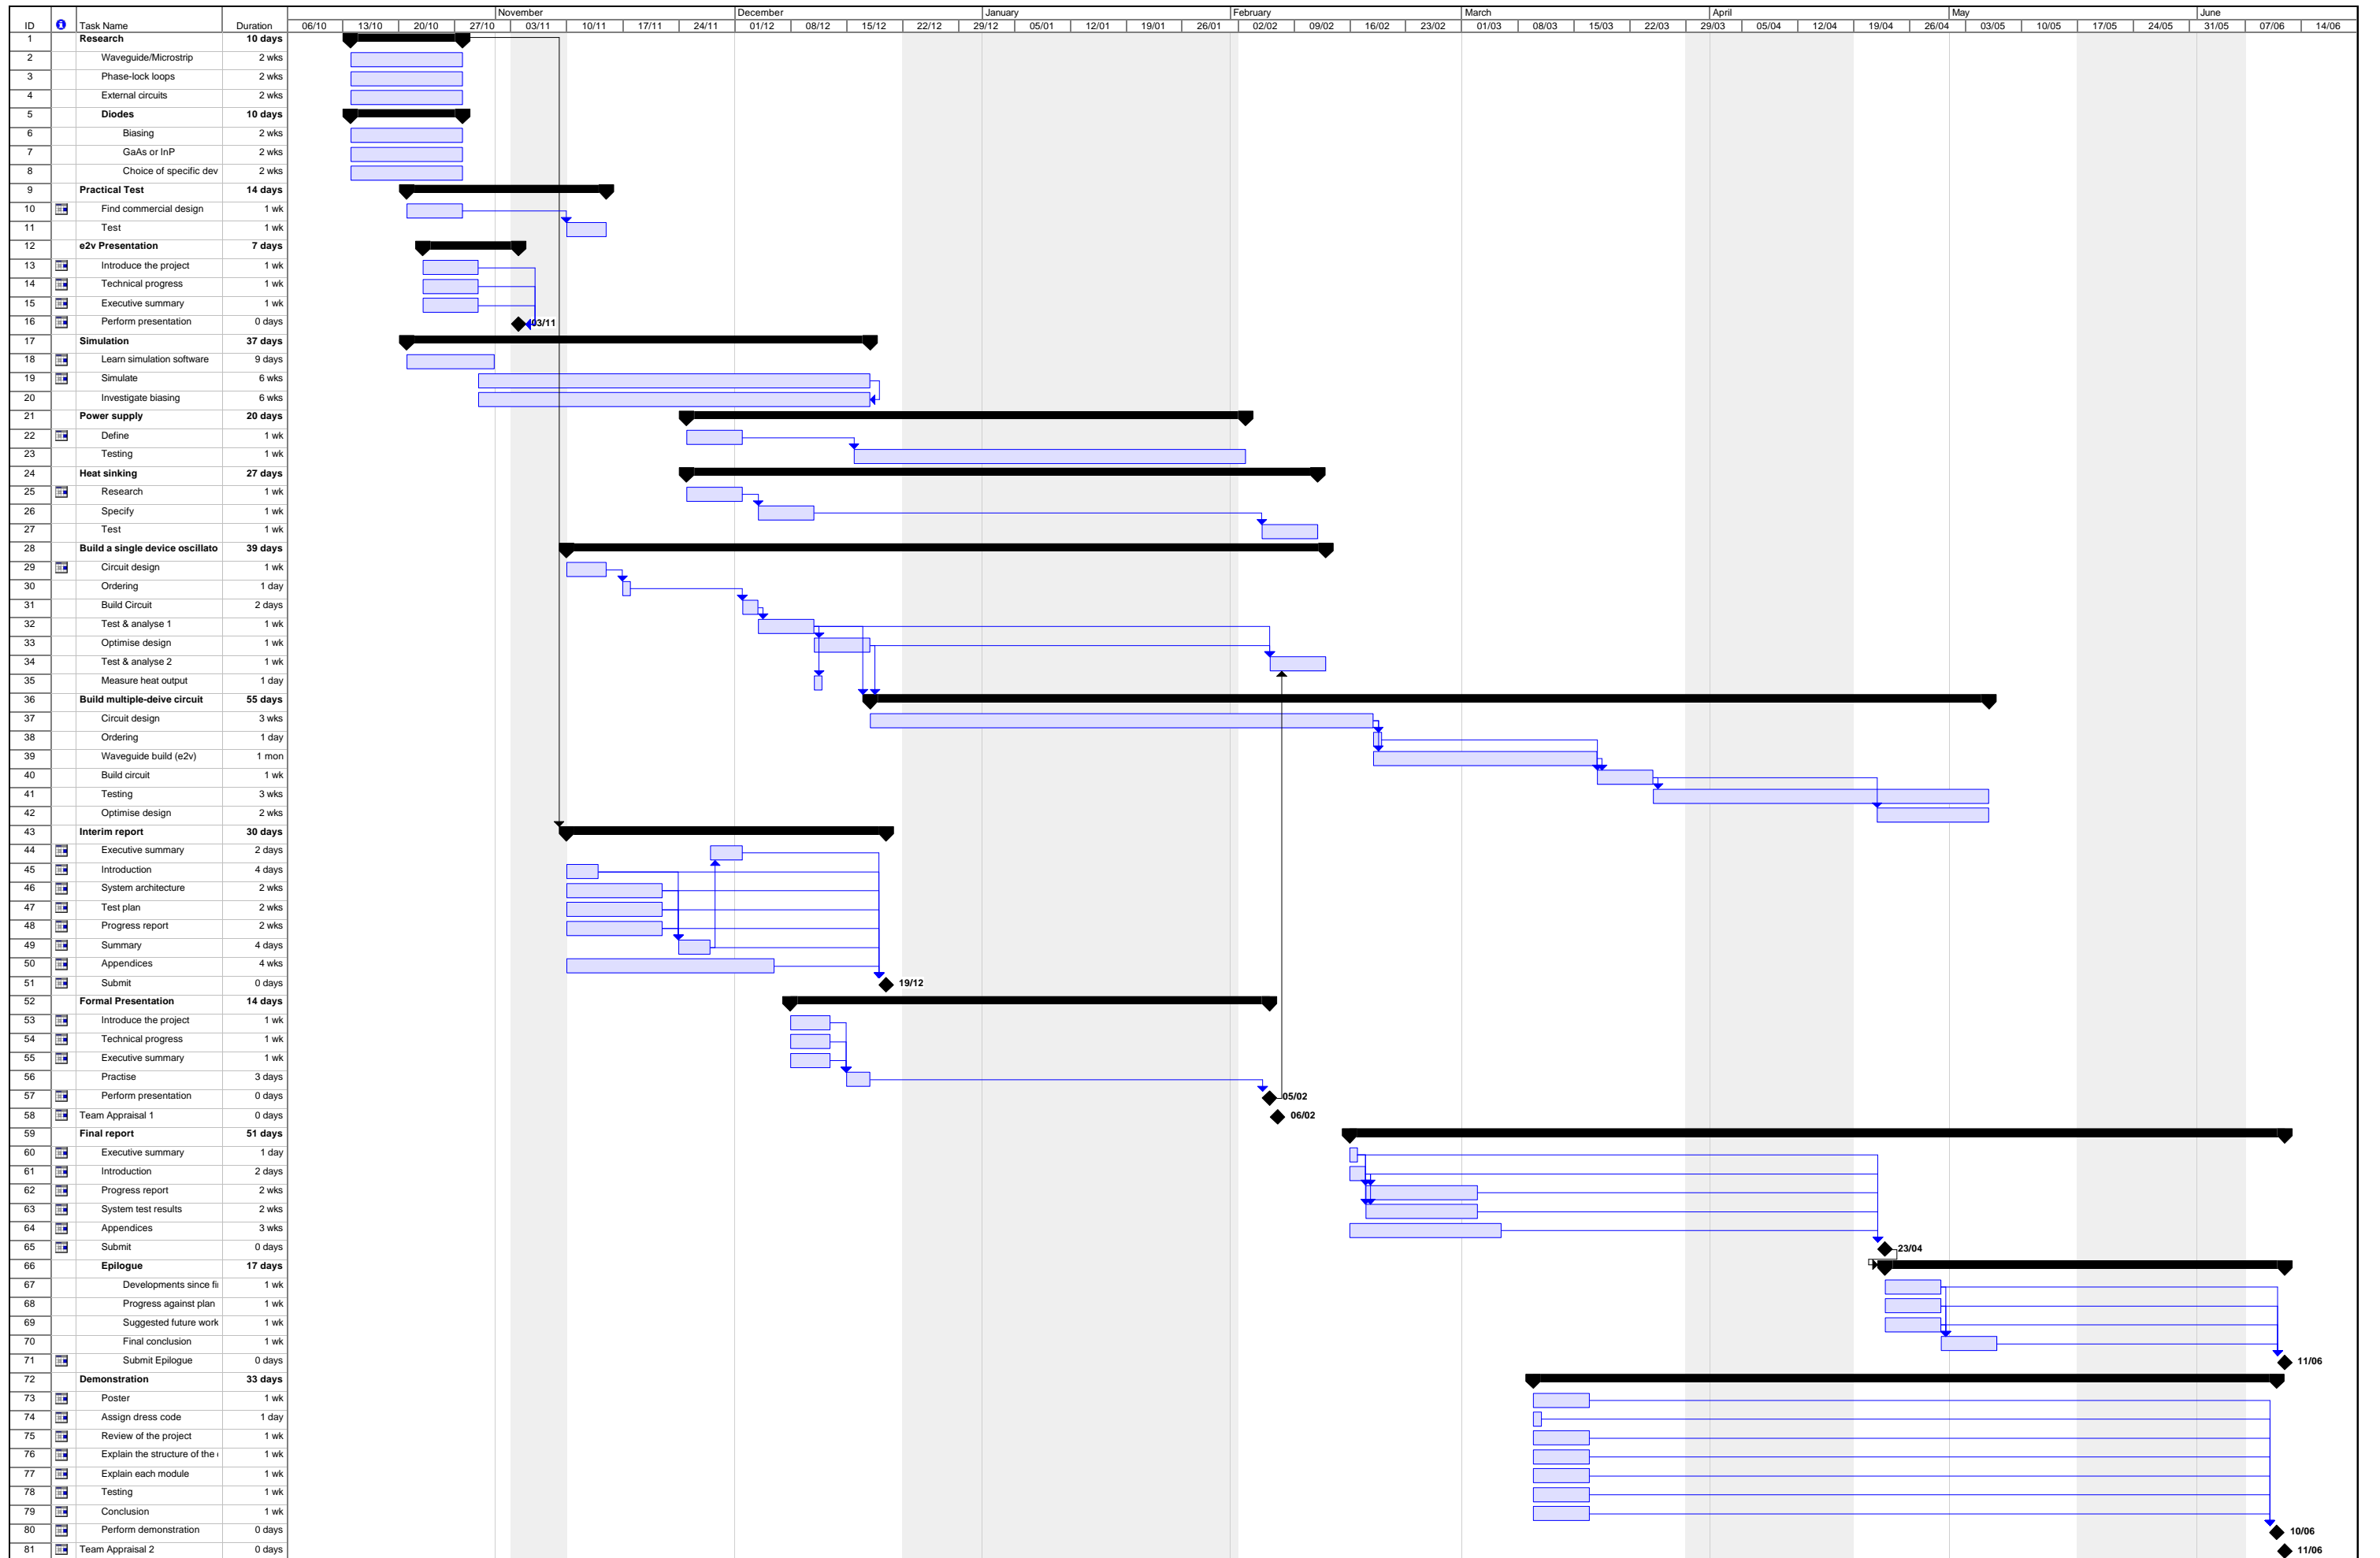 November December January February March April May June
ID Task Name Duration 06/10 13/10 20/10 27/10 03/11 10/11 17/11 24/11 01/12 08/12 15/12 22/12 29/12 05/01 12/01 19/01 26/01 02/02 09/02 16/02 23/02 01/03 08/03 15/03 22/03 29/03 05/04 12/04 19/04 26/04 03/05 10/05 17/05 24/05 31/05 07/06 14/06
1 Research 10 days
2 Waveguide/Microstrip 2 wks
3 Phase-lock loops 2 wks
4 External circuits 2 wks
5 Diodes 10 days
6 Biasing 2 wks
7 GaAs or InP 2 wks
8 Choice of specific dev 2 wks
9 Practical Test 14 days
10 Find commercial design 1 wk
11 Test 1 wk
12 e2v Presentation 7 days
13 Introduce the project 1 wk
14 Technical progress 1 wk
15 Executive summary 1 wk
16 Perform presentation 0 days 03/11
17 Simulation 37 days
18 Learn simulation software 9 days
19 Simulate 6 wks
20 Investigate biasing 6 wks
21 Power supply 20 days
22 Define 1 wk
23 Testing 1 wk
24 Heat sinking 27 days
25 Research 1 wk
26 Specify 1 wk
27 Test 1 wk
28 Build a single device oscillato 39 days
29 Circuit design 1 wk
30 Ordering 1 day
31 Build Circuit 2 days
32 Test & analyse 1 1 wk
33 Optimise design 1 wk
34 Test & analyse 2 1 wk
35 Measure heat output 1 day
36 Build multiple-deive circuit 55 days
37 Circuit design 3 wks
38 Ordering 1 day
39 Waveguide build (e2v) 1 mon
40 Build circuit 1 wk
41 Testing 3 wks
42 Optimise design 2 wks
43 Interim report 30 days
44 Executive summary 2 days
45 Introduction 4 days
46 System architecture 2 wks
47 Test plan 2 wks
48 Progress report 2 wks
49 Summary 4 days
50 Appendices 4 wks
51 Submit 0 days 19/12
52 Formal Presentation 14 days
53 Introduce the project 1 wk
54 Technical progress 1 wk
55 Executive summary 1 wk
56 Practise 3 days
57 Perform presentation 0 days 05/02
58 Team Appraisal 1 0 days 06/02
59 Final report 51 days
60 Executive summary 1 day
61 Introduction 2 days
62 Progress report 2 wks
63 System test results 2 wks
64 Appendices 3 wks
65 Submit 0 days 23/04
66 Epilogue 17 days
67 Developments since fi 1 wk
68 Progress against plan 1 wk
69 Suggested future work 1 wk
70 Final conclusion 1 wk
71 Submit Epilogue 0 days 11/06
72 Demonstration 33 days
73 Poster 1 wk
74 Assign dress code 1 day
75 Review of the project 1 wk
76 Explain the structure of the 1 wk
77 Explain each module 1 wk
78 Testing 1 wk
79 Conclusion 1 wk
80 Perform demonstration 0 days 10/06
81 Team Appraisal 2 0 days 11/06